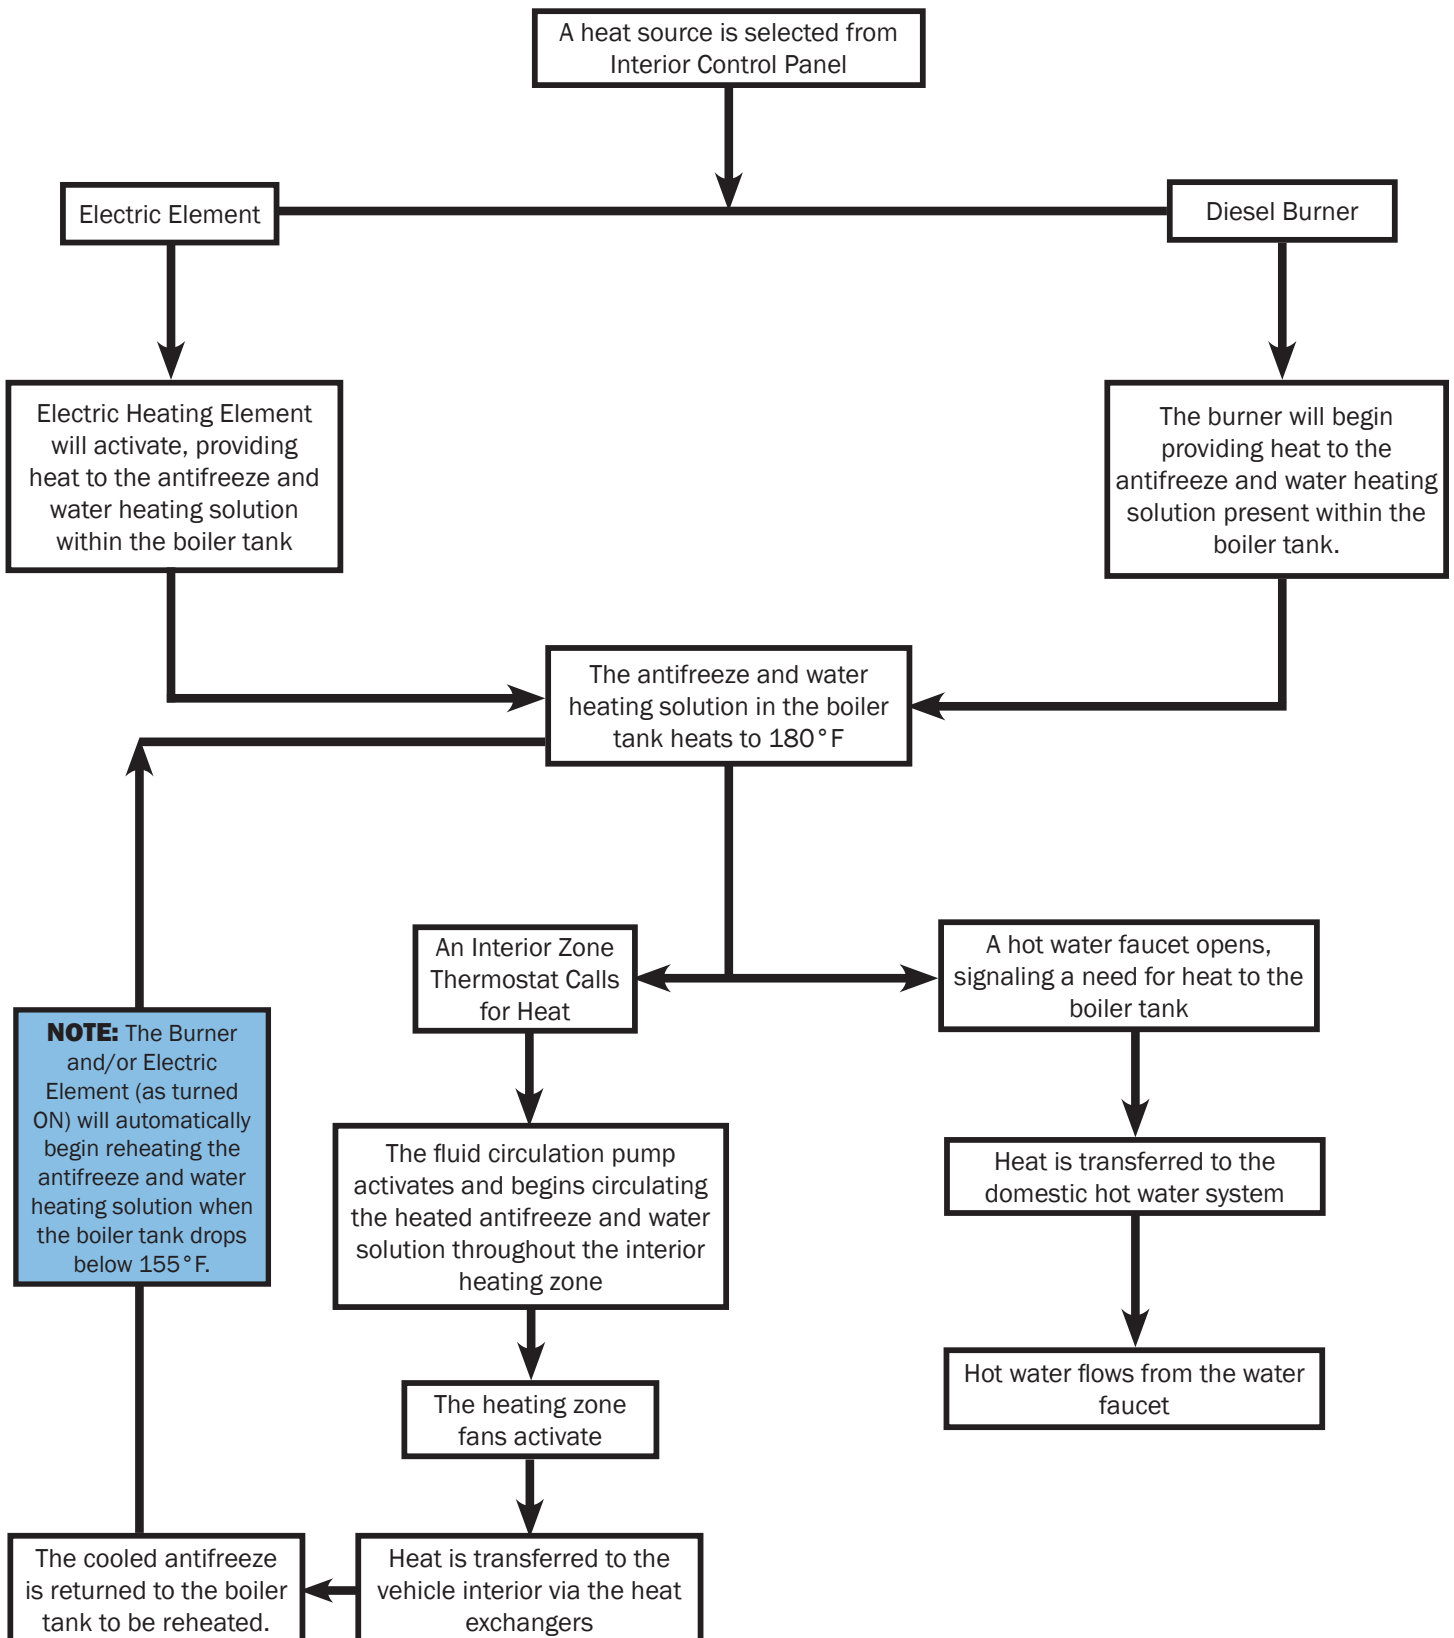 A heat source is selected from
Interior Control Panel
Electric Element
Diesel Burner
Electric Heating Element
will activate, providing
heat to the antifreeze and
water heating solution
within the boiler tank
The burner will begin
providing heat to the
antifreeze and water heating
solution present within the
boiler tank.
The antifreeze and water
heating solution in the boiler
tank heats to 180°F
An Interior Zone
Thermostat Calls
for Heat
A hot water faucet opens,
signaling a need for heat to the
boiler tank
NOTE: The Burner
and/or Electric
Element (as turned
ON) will automatically
begin reheating the
antifreeze and water
heating solution when
the boiler tank drops
below 155°F.
The fluid circulation pump
activates and begins circulating
the heated antifreeze and water
solution throughout the interior
heating zone
Heat is transferred to the
domestic hot water system
Hot water flows from the water
faucet
The heating zone
fans activate
The cooled antifreeze
is returned to the boiler
tank to be reheated.
Heat is transferred to the
vehicle interior via the heat
exchangers